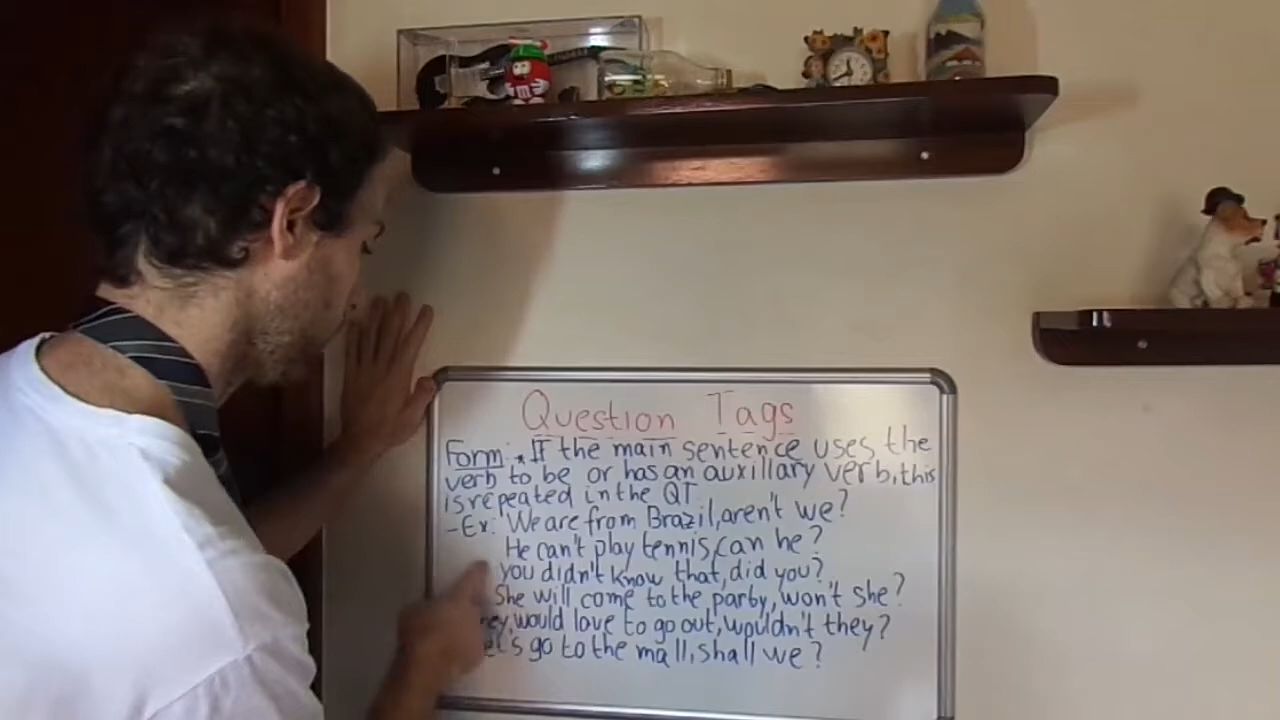 Question Tags
Form: * If the main sentence uses the
verb to be or has an auxillary verb, this
is repeated in the QT.
- Ex: We are from Brazil, aren't we?
He can't play tennis, can he?
you didn't know that, did you?
She will come to the party, won't she?
would love to go out, wouldn't they?
go to the mall, shall we?